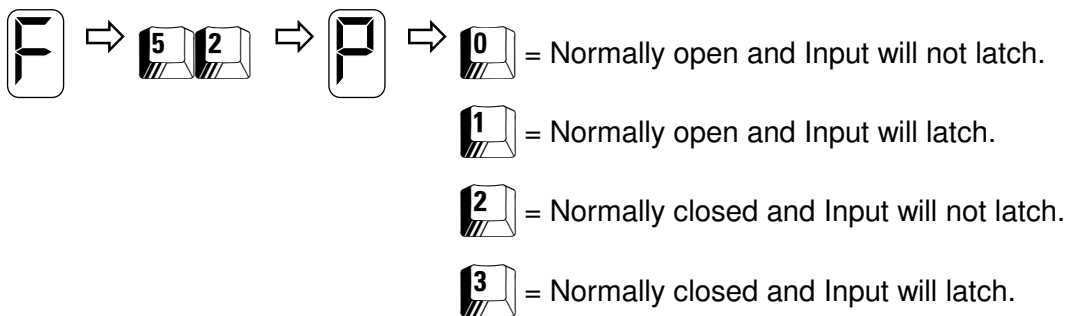 F ⇨ 5 2 ⇨ P ⇨ 0 = Normally open and Input will not latch.
1 = Normally open and Input will latch.
2 = Normally closed and Input will not latch.
3 = Normally closed and Input will latch.